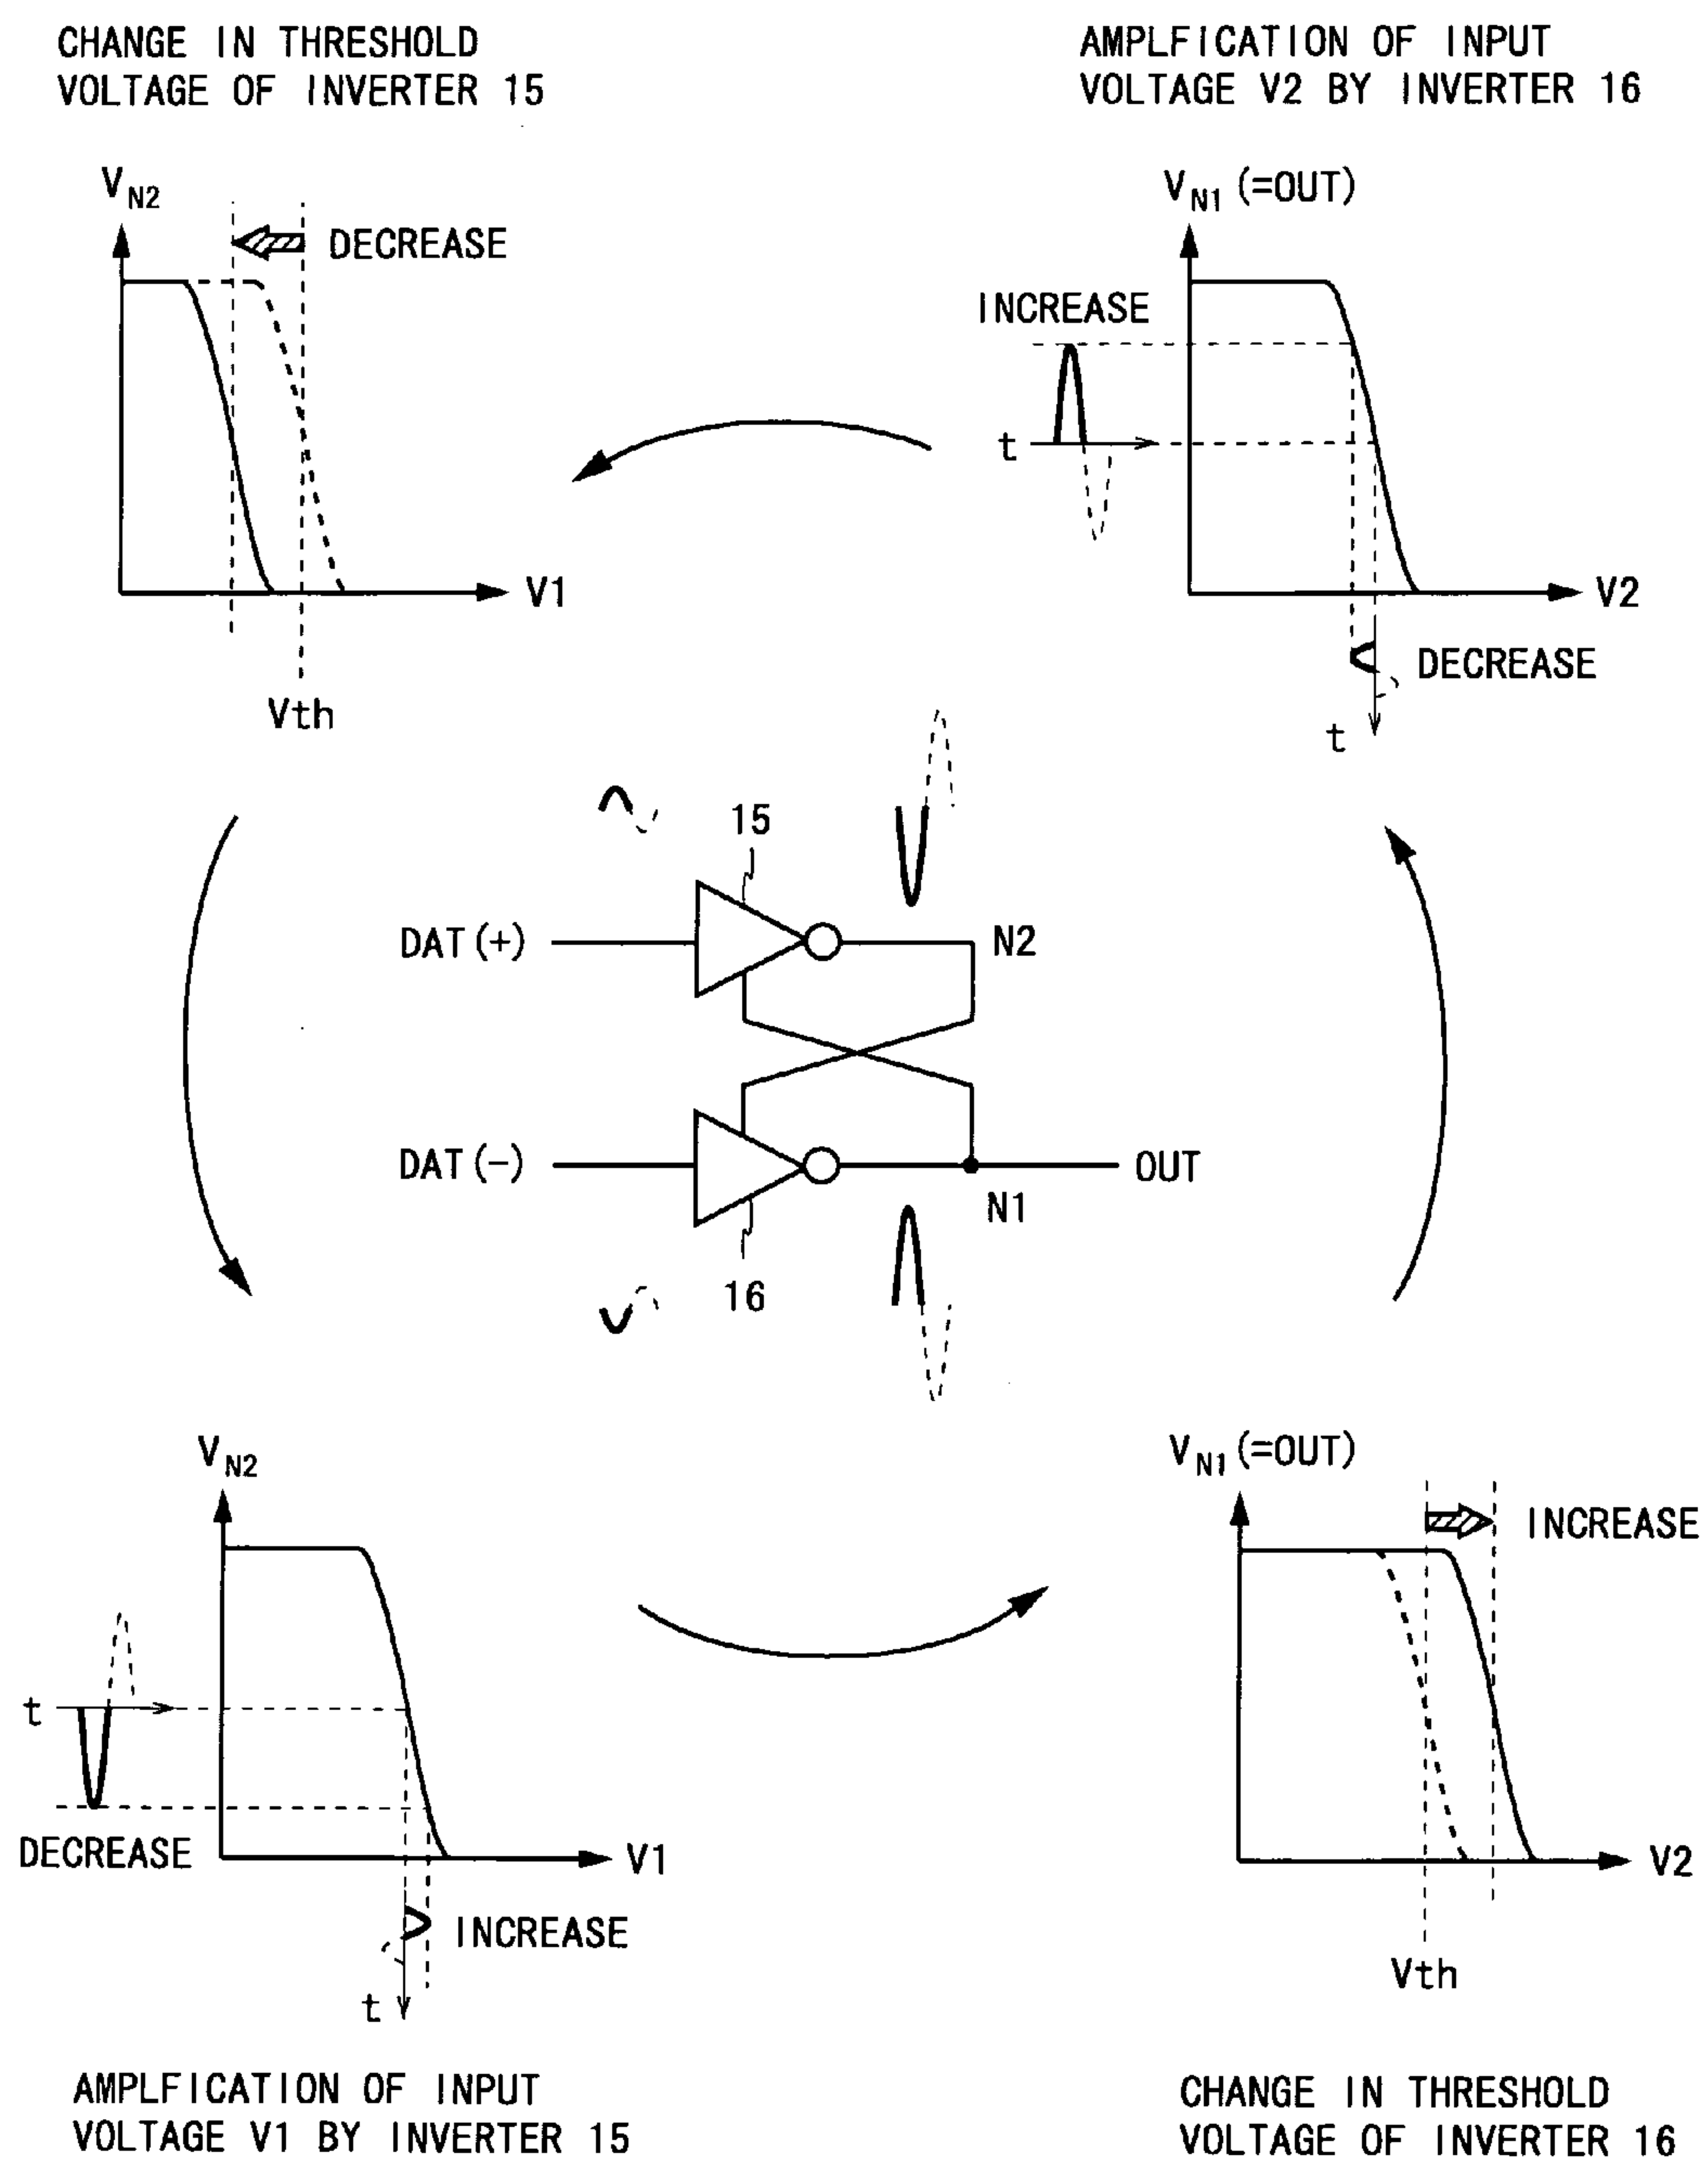 CHANGE IN THRESHOLD
VOLTAGE OF INVERTER 15
AMPLFICATION OF INPUT
VOLTAGE V2 BY INVERTER 16
VN2
DECREASE
V1
Vth
VN1 (=OUT)
INCREASE
t
V2
DECREASE
t
15
DAT(+)
N2
DAT(-)
OUT
N1
16
VN2
t
DECREASE
V1
INCREASE
t
VN1 (=OUT)
INCREASE
V2
Vth
AMPLFICATION OF INPUT
VOLTAGE V1 BY INVERTER 15
CHANGE IN THRESHOLD
VOLTAGE OF INVERTER 16